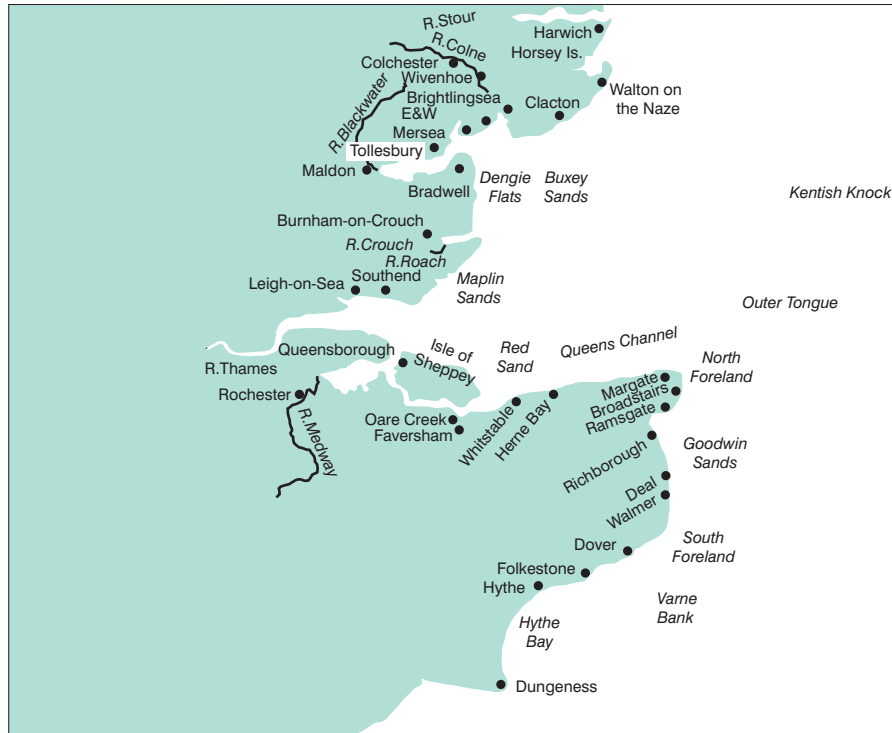 R.Stour
Harwich
R.Colne
Horsey Is.
Colchester
Wivenhoe
Walton on
the Naze
Brightlingsea
Clacton
E&W
Mersea
R.Blackwater
Tollesbury
Maldon
Bradwell
Dengie
Flats
Buxey
Sands
Kentish Knock
Burnham-on-Crouch
R.Crouch
R.Roach
Leigh-on-Sea
Southend
Maplin
Sands
Outer Tongue
Queens Channel
Red
Sand
Isle of
Sheppey
Queensborough
R.Thames
North
Foreland
Rochester
Margate
Broadstairs
Ramsgate
R.Medway
Oare Creek
Faversham
Whitstable
Herne Bay
Richborough
Goodwin
Sands
Deal
Walmer
Dover
South
Foreland
Folkestone
Hythe
Varne
Bank
Hythe
Bay
Dungeness